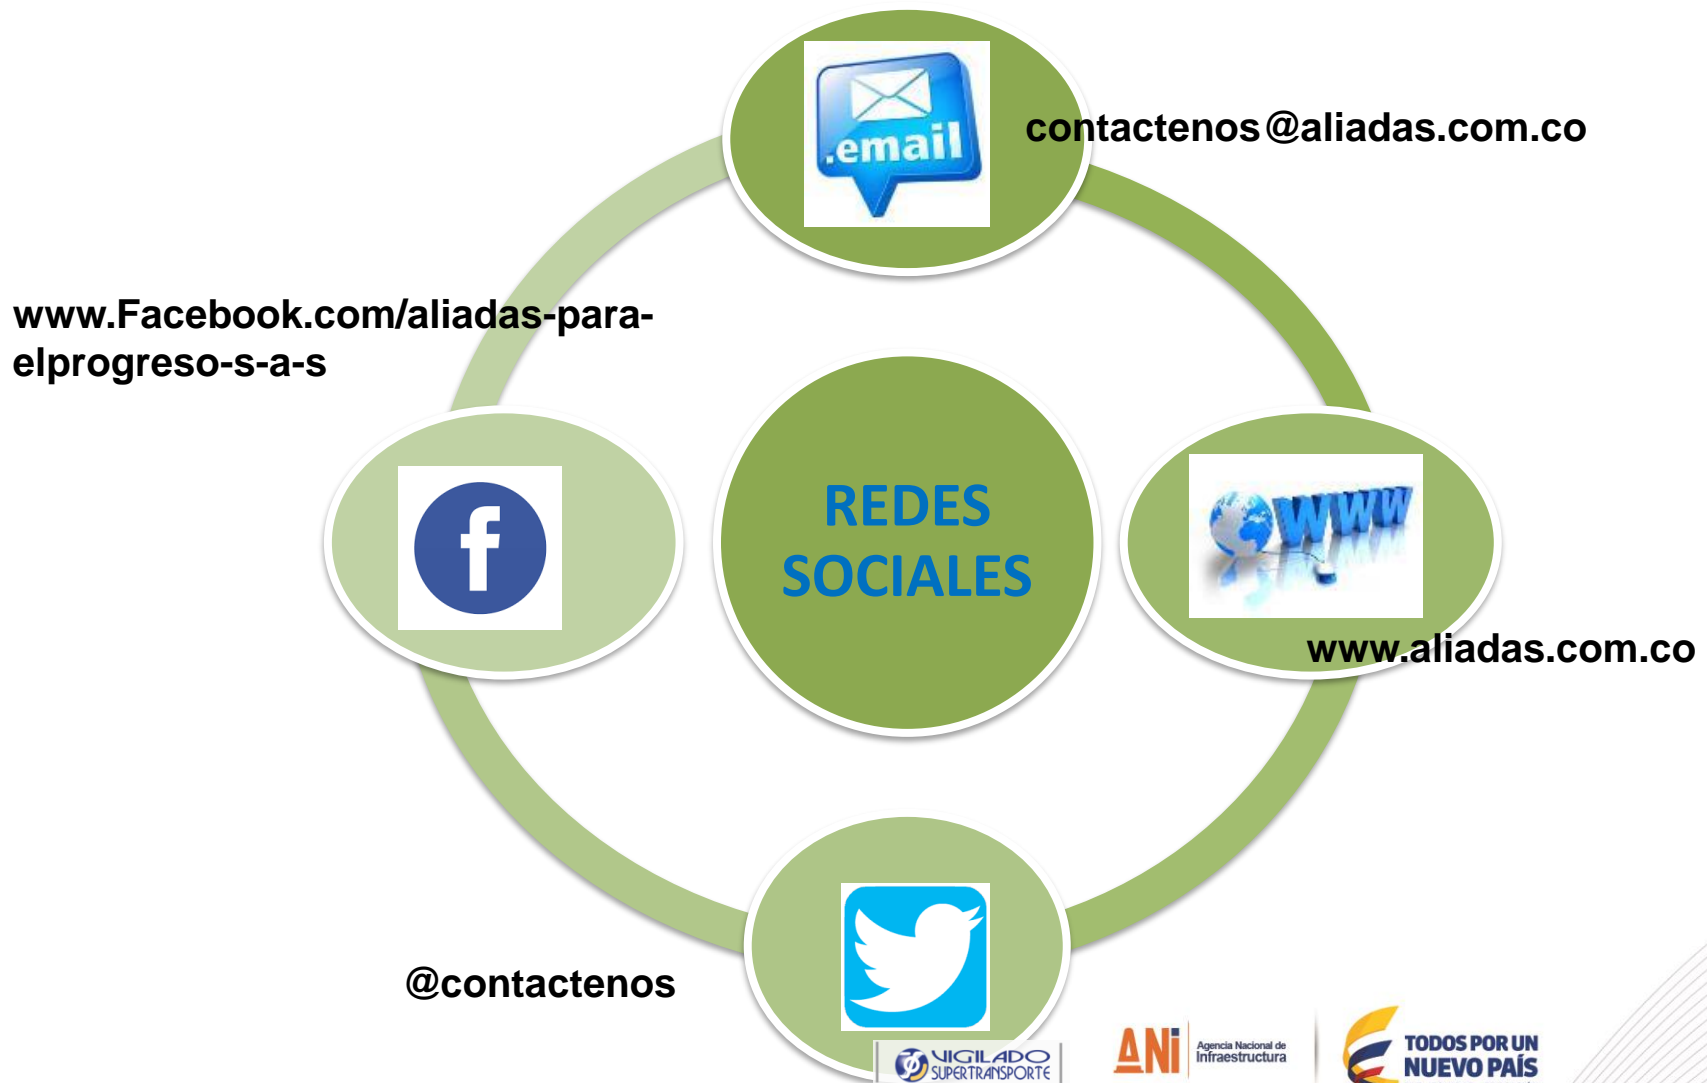 .email
contactenos@aliadas.com.co
www.Facebook.com/aliadas-para-
elprogreso-s-a-s
f
REDES
SOCIALES
WWW
www.aliadas.com.co
@contactenos
VIGILADO
SUPERTRANSPORTE
ANi
Agencia Nacional de
Infraestructura
TODOS POR UN
NUEVO PAÍS